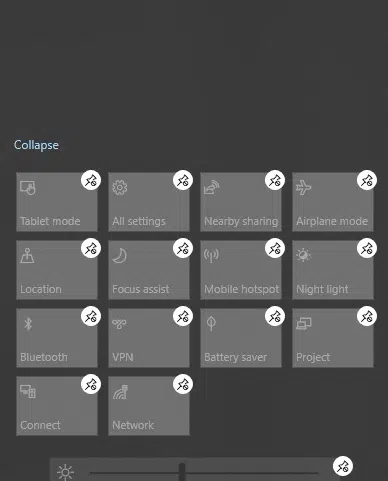 Collapse
Tablet mode
All settings
Nearby sharing
Airplane mode
Location
Focus assist
Mobile hotspot
Night light
Bluetooth
VPN
Battery saver
Project
Connect
Network